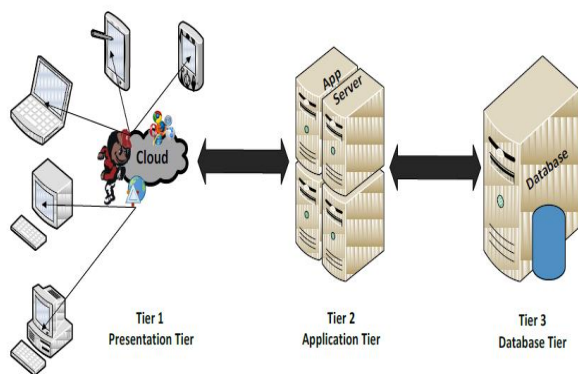 Cloud
App
Server
Database
Tier 1
Presentation Tier
Tier 2
Application Tier
Tier 3
Database Tier